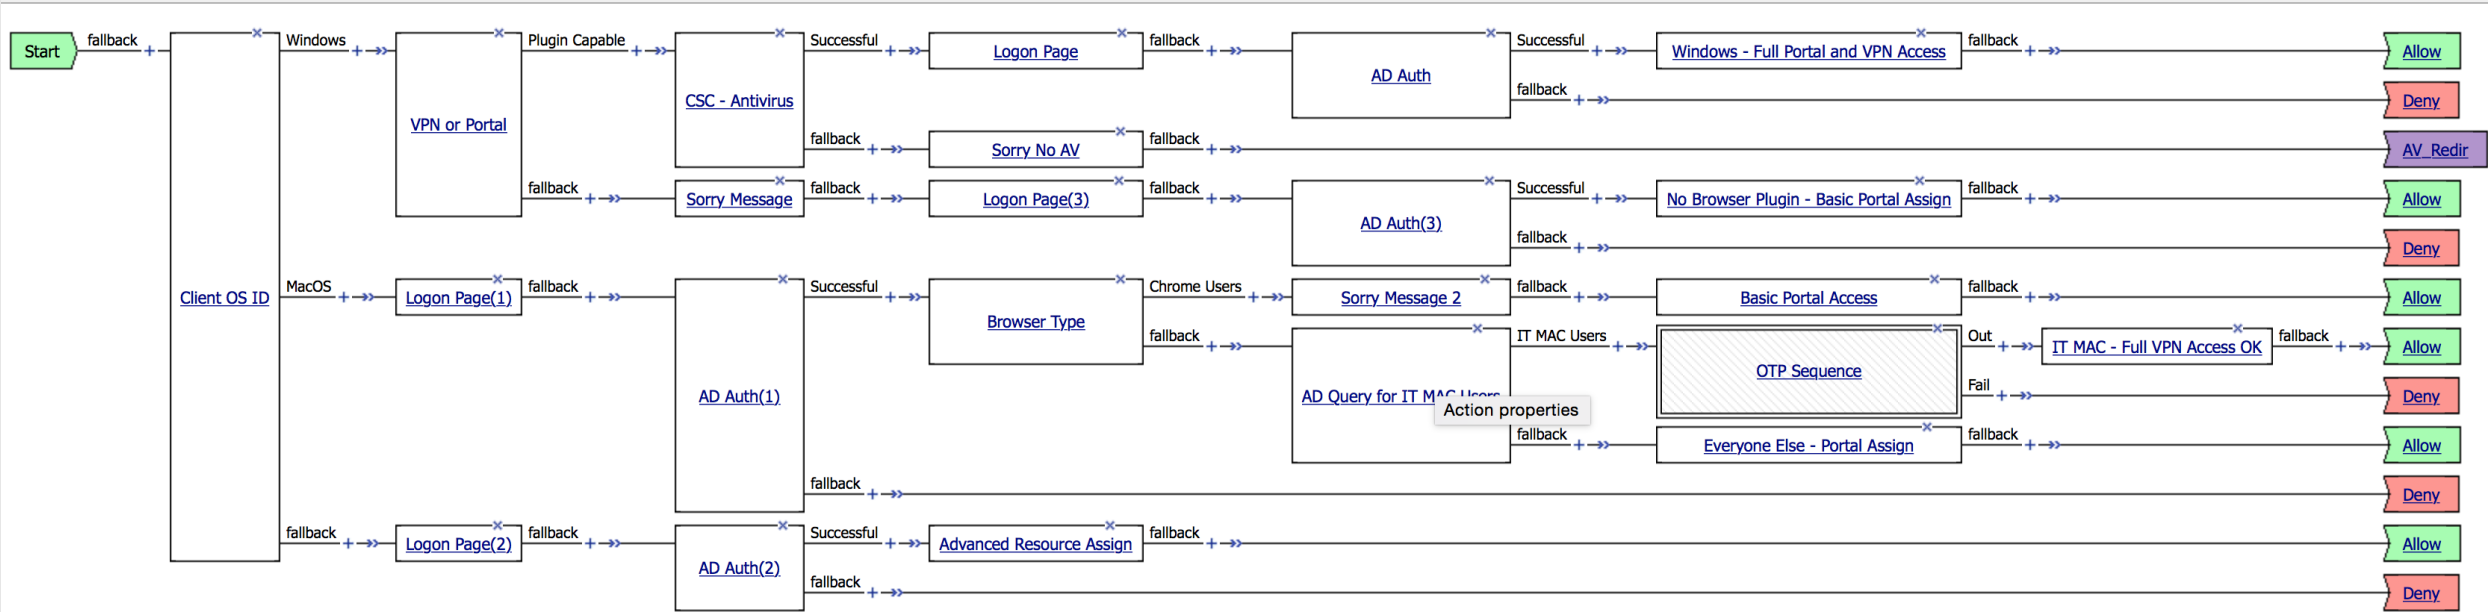 Start
fallback
Client OS ID
Windows
VPN or Portal
Plugin Capable
CSC - Antivirus
Successful
Logon Page
fallback
AD Auth
Successful
Windows - Full Portal and VPN Access
fallback
Allow
fallback
Deny
fallback
Sorry No AV
fallback
AV_Redir
fallback
Sorry Message
fallback
Logon Page(3)
fallback
AD Auth(3)
Successful
No Browser Plugin - Basic Portal Assign
fallback
Allow
fallback
Deny
MacOS
Logon Page(1)
fallback
AD Auth(1)
Successful
Browser Type
Chrome Users
Sorry Message 2
fallback
Basic Portal Access
fallback
Allow
fallback
AD Query for IT MAC Users
IT MAC Users
OTP Sequence
Out
IT MAC - Full VPN Access OK
fallback
Allow
Fail
Deny
Action properties
fallback
Everyone Else - Portal Assign
fallback
Allow
fallback
Deny
fallback
Logon Page(2)
fallback
AD Auth(2)
Successful
Advanced Resource Assign
fallback
Allow
fallback
Deny